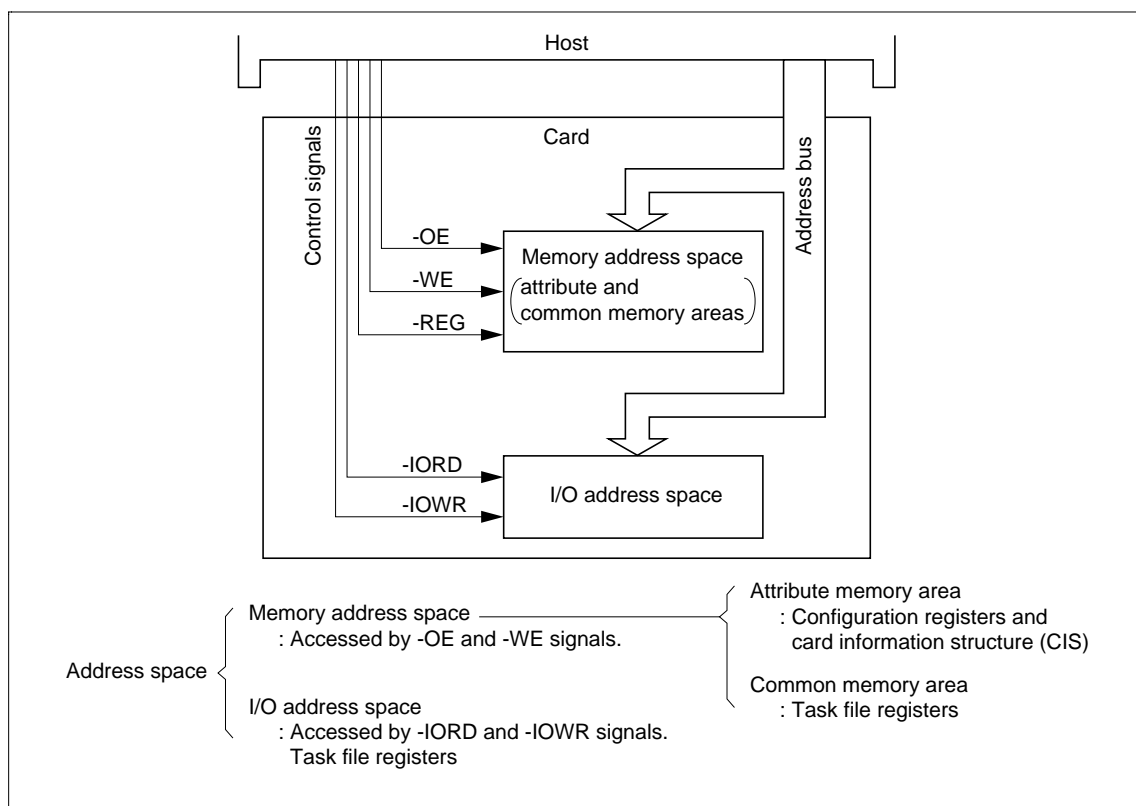 Host
Card
Control signals
Address bus
-OE
-WE
-REG
Memory address space
attribute and
common memory areas
-IORD
-IOWR
I/O address space
Address space
Memory address space
: Accessed by -OE and -WE signals.
I/O address space
: Accessed by -IORD and -IOWR signals.
Task file registers
Attribute memory area
: Configuration registers and
card information structure (CIS)
Common memory area
: Task file registers